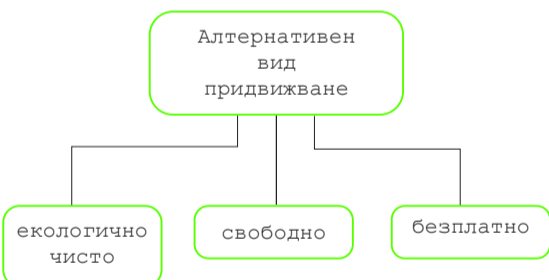 Алтернативен
вид
придвижване
екологично
чисто
свободно
безплатно